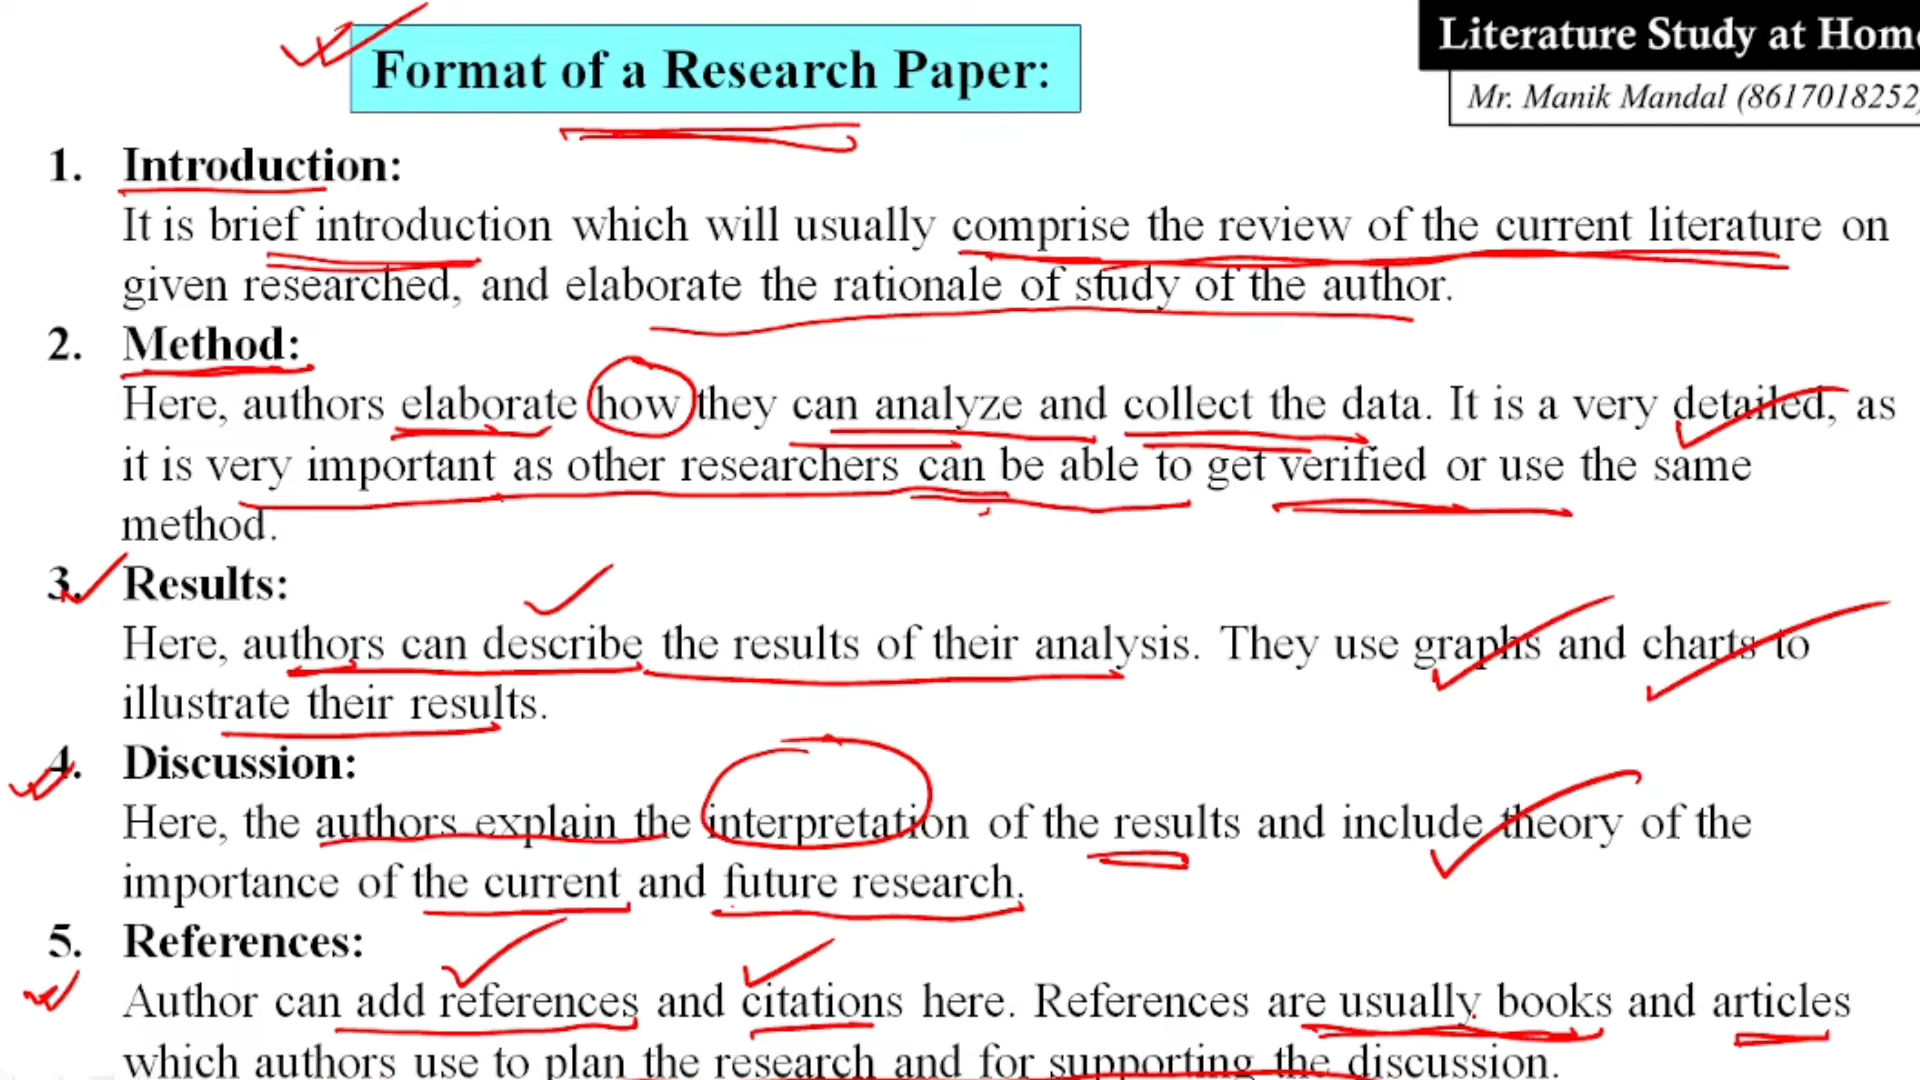 Literature Study at Home
Mr. Manik Mandal (8617018252)
Format of a Research Paper:
1. Introduction:
It is brief introduction which will usually comprise the review of the current literature on
given researched, and elaborate the rationale of study of the author.
2. Method:
Here, authors elaborate how they can analyze and collect the data. It is a very detailed, as
it is very important as other researchers can be able to get verified or use the same
method.
3. Results:
Here, authors can describe the results of their analysis. They use graphs and charts to
illustrate their results.
4. Discussion:
Here, the authors explain the interpretation of the results and include theory of the
importance of the current and future research.
5. References:
Author can add references and citations here. References are usually books and articles
which authors use to plan the research and for supporting the discussion.